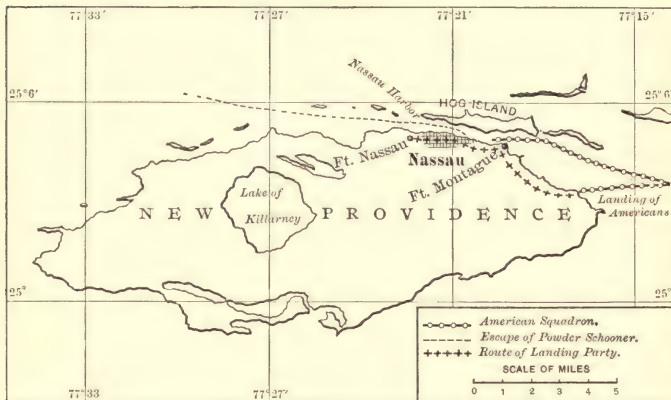 77°33' 77°27' 77°21' 77°15'
25°6' 25°6'
Nassau Harbor
HOG ISLAND
Ft. Nassau
Nassau
Ft. Montague
Lake of
Killarney
Landing of
Americans
NEW PROVIDENCE
25° 25°
American Squadron.
Escape of Powder Schooner.
Route of Landing Party.
SCALE OF MILES
0 1 2 3 4 5
77°33' 77°27'